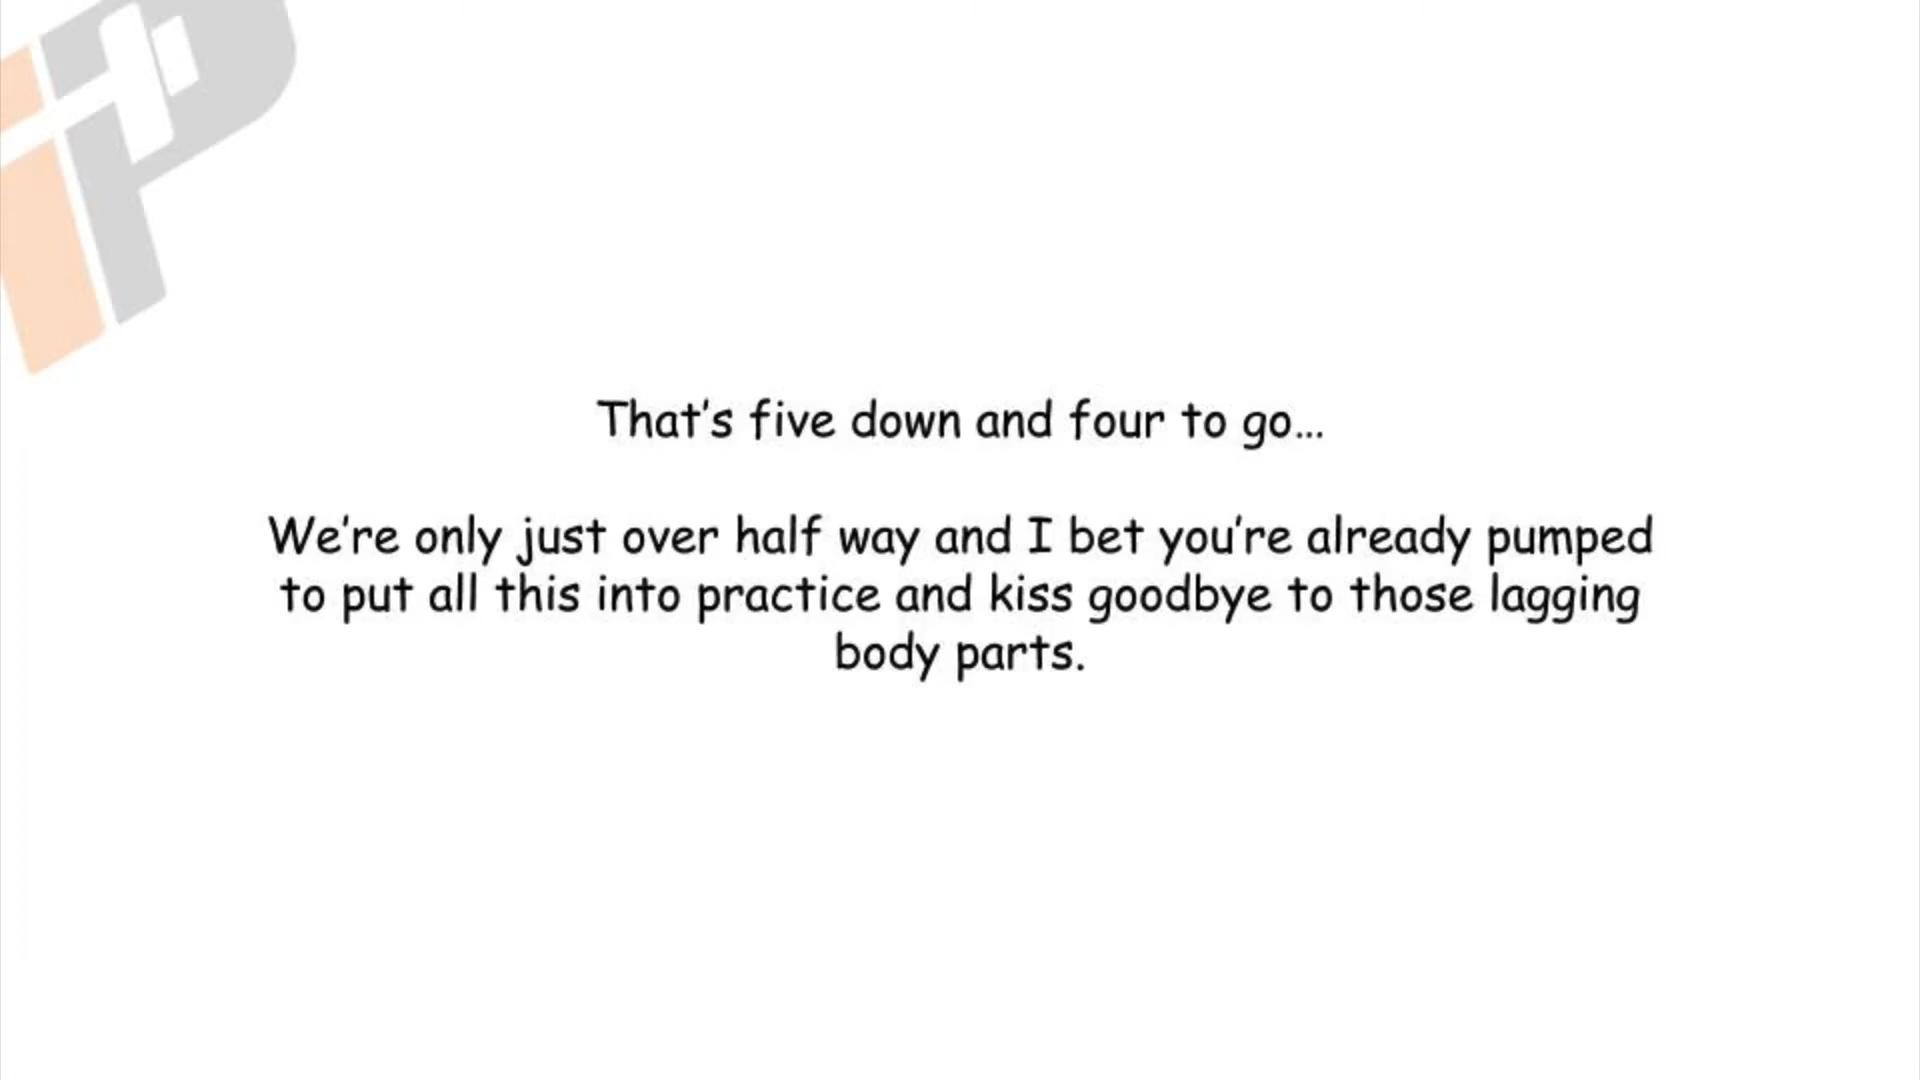 That's five down and four to go...
We're only just over half way and I bet you're already pumped
to put all this into practice and kiss goodbye to those lagging
body parts.